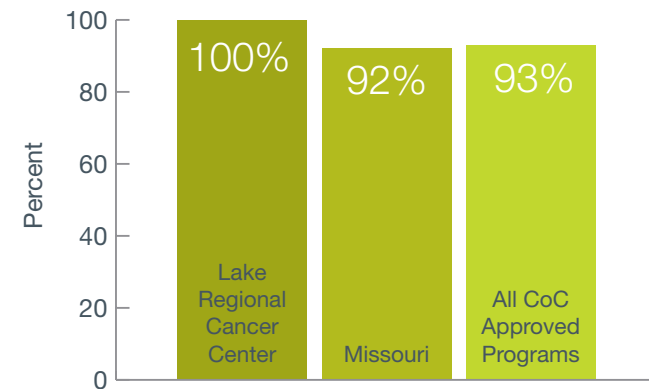 100
80
60
40
20
0
Percent
100%
92%
93%
Lake
Regional
Cancer
Center
Missouri
All CoC
Approved
Programs